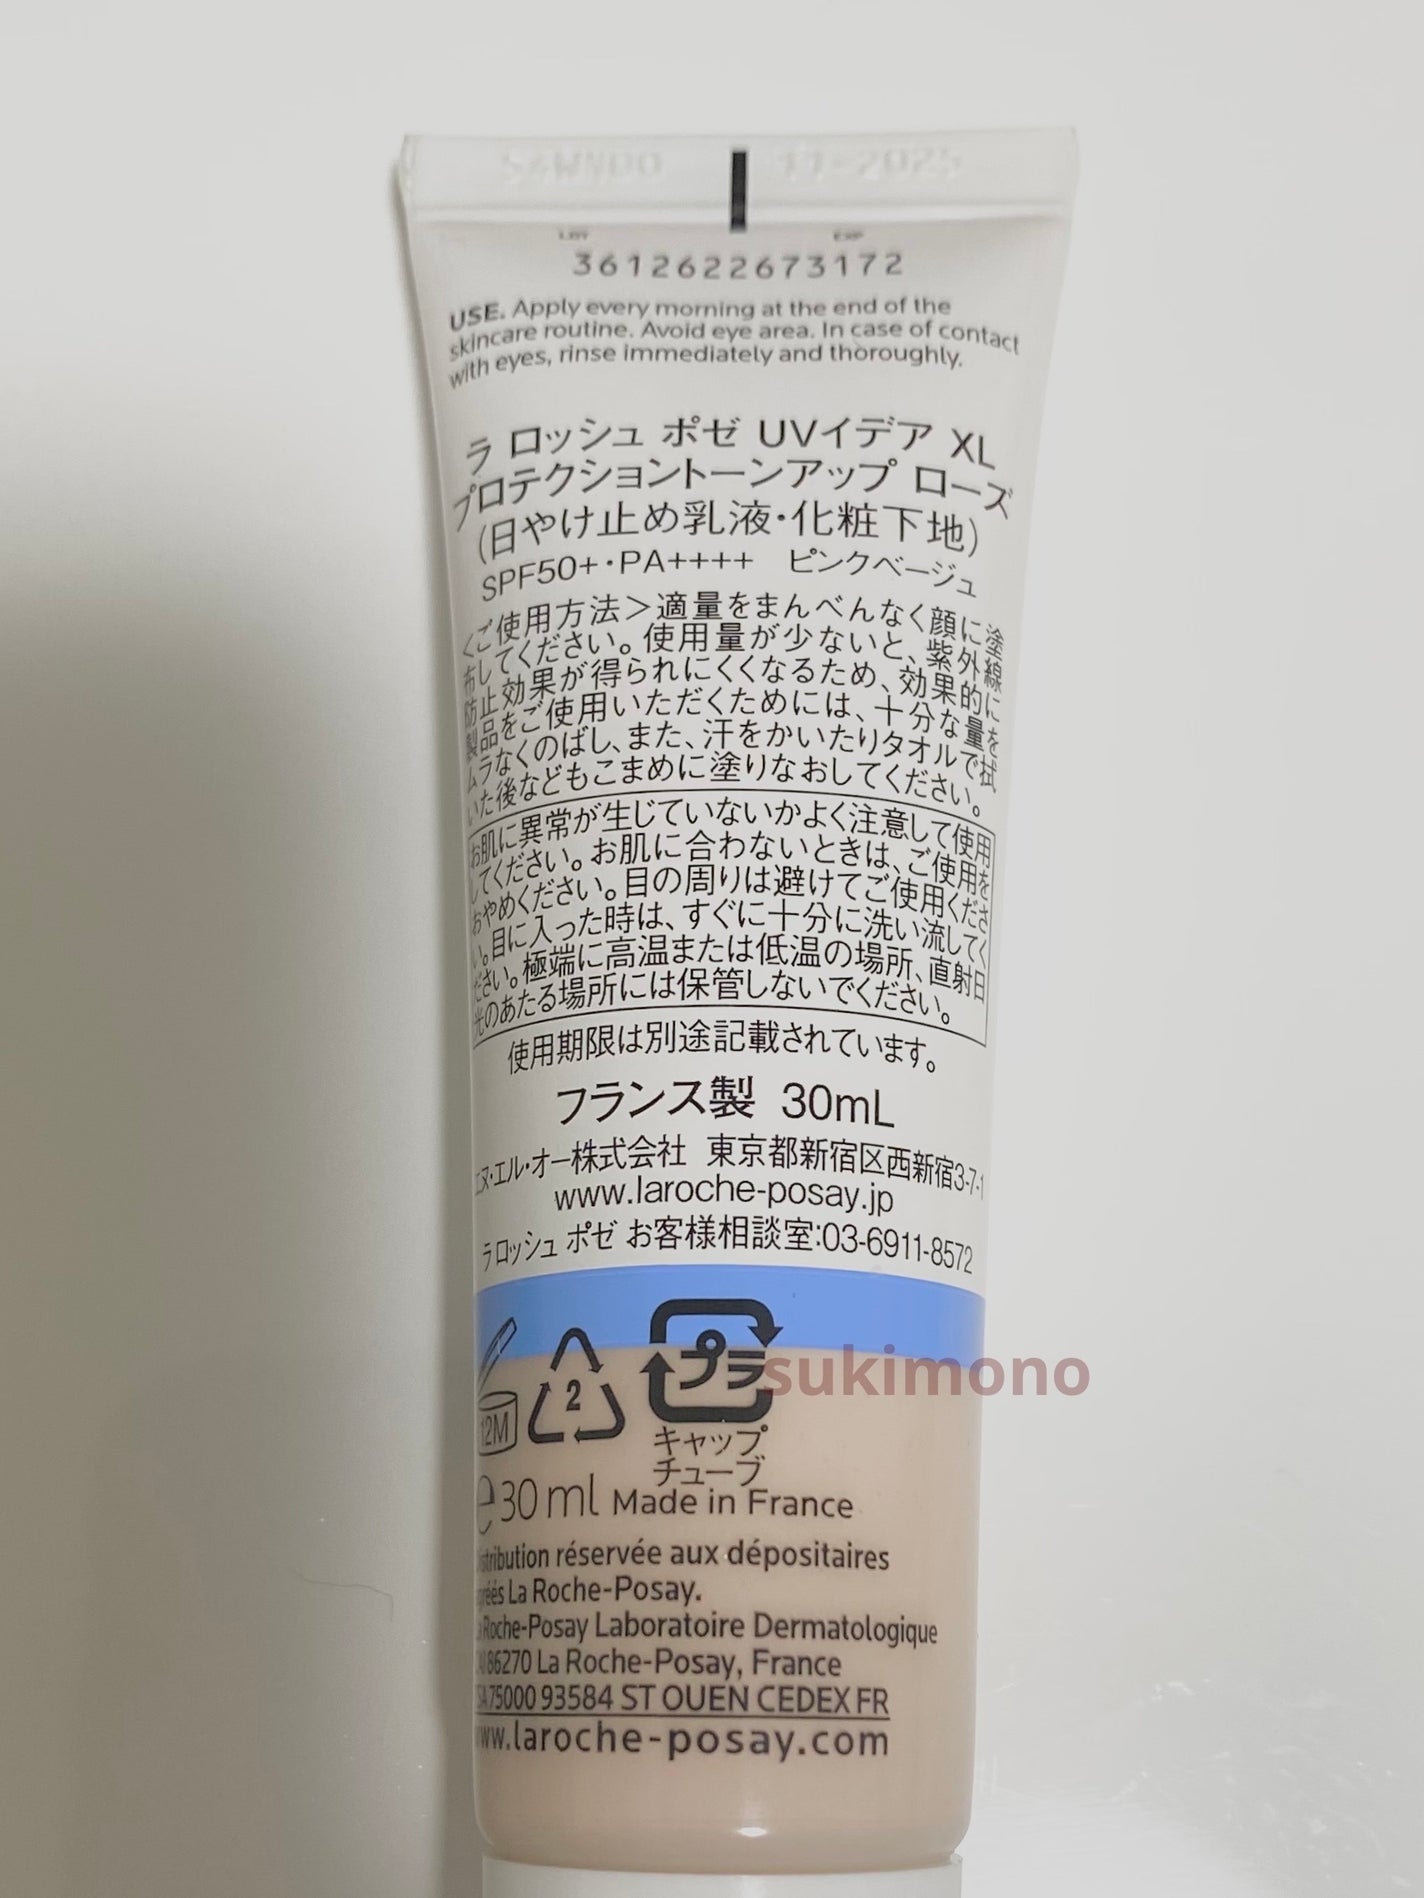 11-2025
LOT EXP
3612622673172
USE. Apply every morning at the end of the
skincare routine. Avoid eye area. In case of contact
with eyes, rinse immediately and thoroughly.
ラ ロッシュ ポゼ UVイデア XL
プロテクショントーンアップ ローズ
(日やけ止め乳液・化粧下地)
SPF50+・PA++++ ピンクベージュ
<ご使用方法>適量をまんべんなく顔に塗
布してください。使用量が少ないと、紫外線
防止効果が得られにくくなるため、効果的に
製品をご使用いただくためには、十分な量を
ムラなくのばし、また、汗をかいたりタオルで拭
いた後などもこまめに塗りなおしてください。
お肌に異常が生じていないかよく注意して使用
してください。お肌に合わないときは、ご使用を
おやめください。目の周りは避けてご使用くださ
い。目に入った時は、すぐに十分に洗い流してく
ださい。極端に高温または低温の場所、直射日
光のあたる場所には保管しないでください。
使用期限は別途記載されています。
フランス製 30mL
エヌ・エル・オー株式会社 東京都新宿区西新宿3-7-1
www.laroche-posay.jp
ラ ロッシュ ポゼ お客様相談室:03-6911-8572
プラ
sukimono
12M
2
キャップ
チューブ
e 30 ml Made in France
réservée aux dépositaires
La Roche-Posay.
Roche-Posay Laboratoire Dermatologique
86270 La Roche-Posay, France
75000 93584 ST OUEN CEDEX FR
www.laroche-posay.com